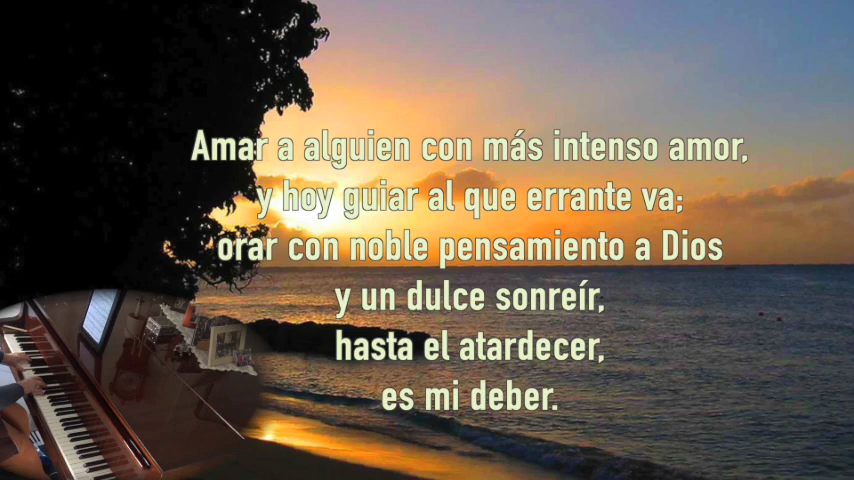 Amar a alguien con más intenso amor,
y hoy guiar al que errante va;
orar con noble pensamiento a Dios
y un dulce sonreír,
hasta el atardecer,
es mi deber.